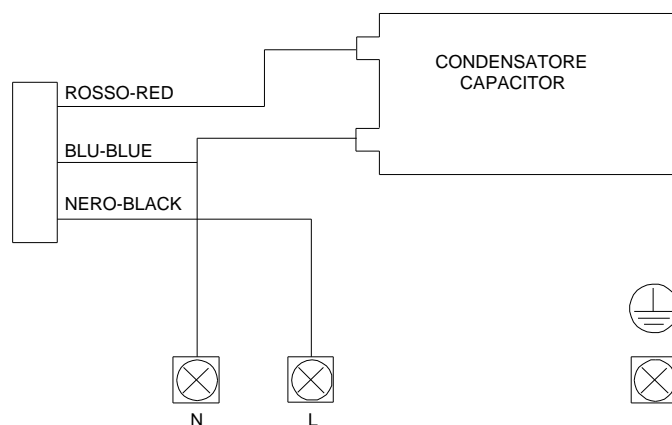 CONDENSATORE
CAPACITOR
ROSSO-RED
BLU-BLUE
NERO-BLACK
N
L